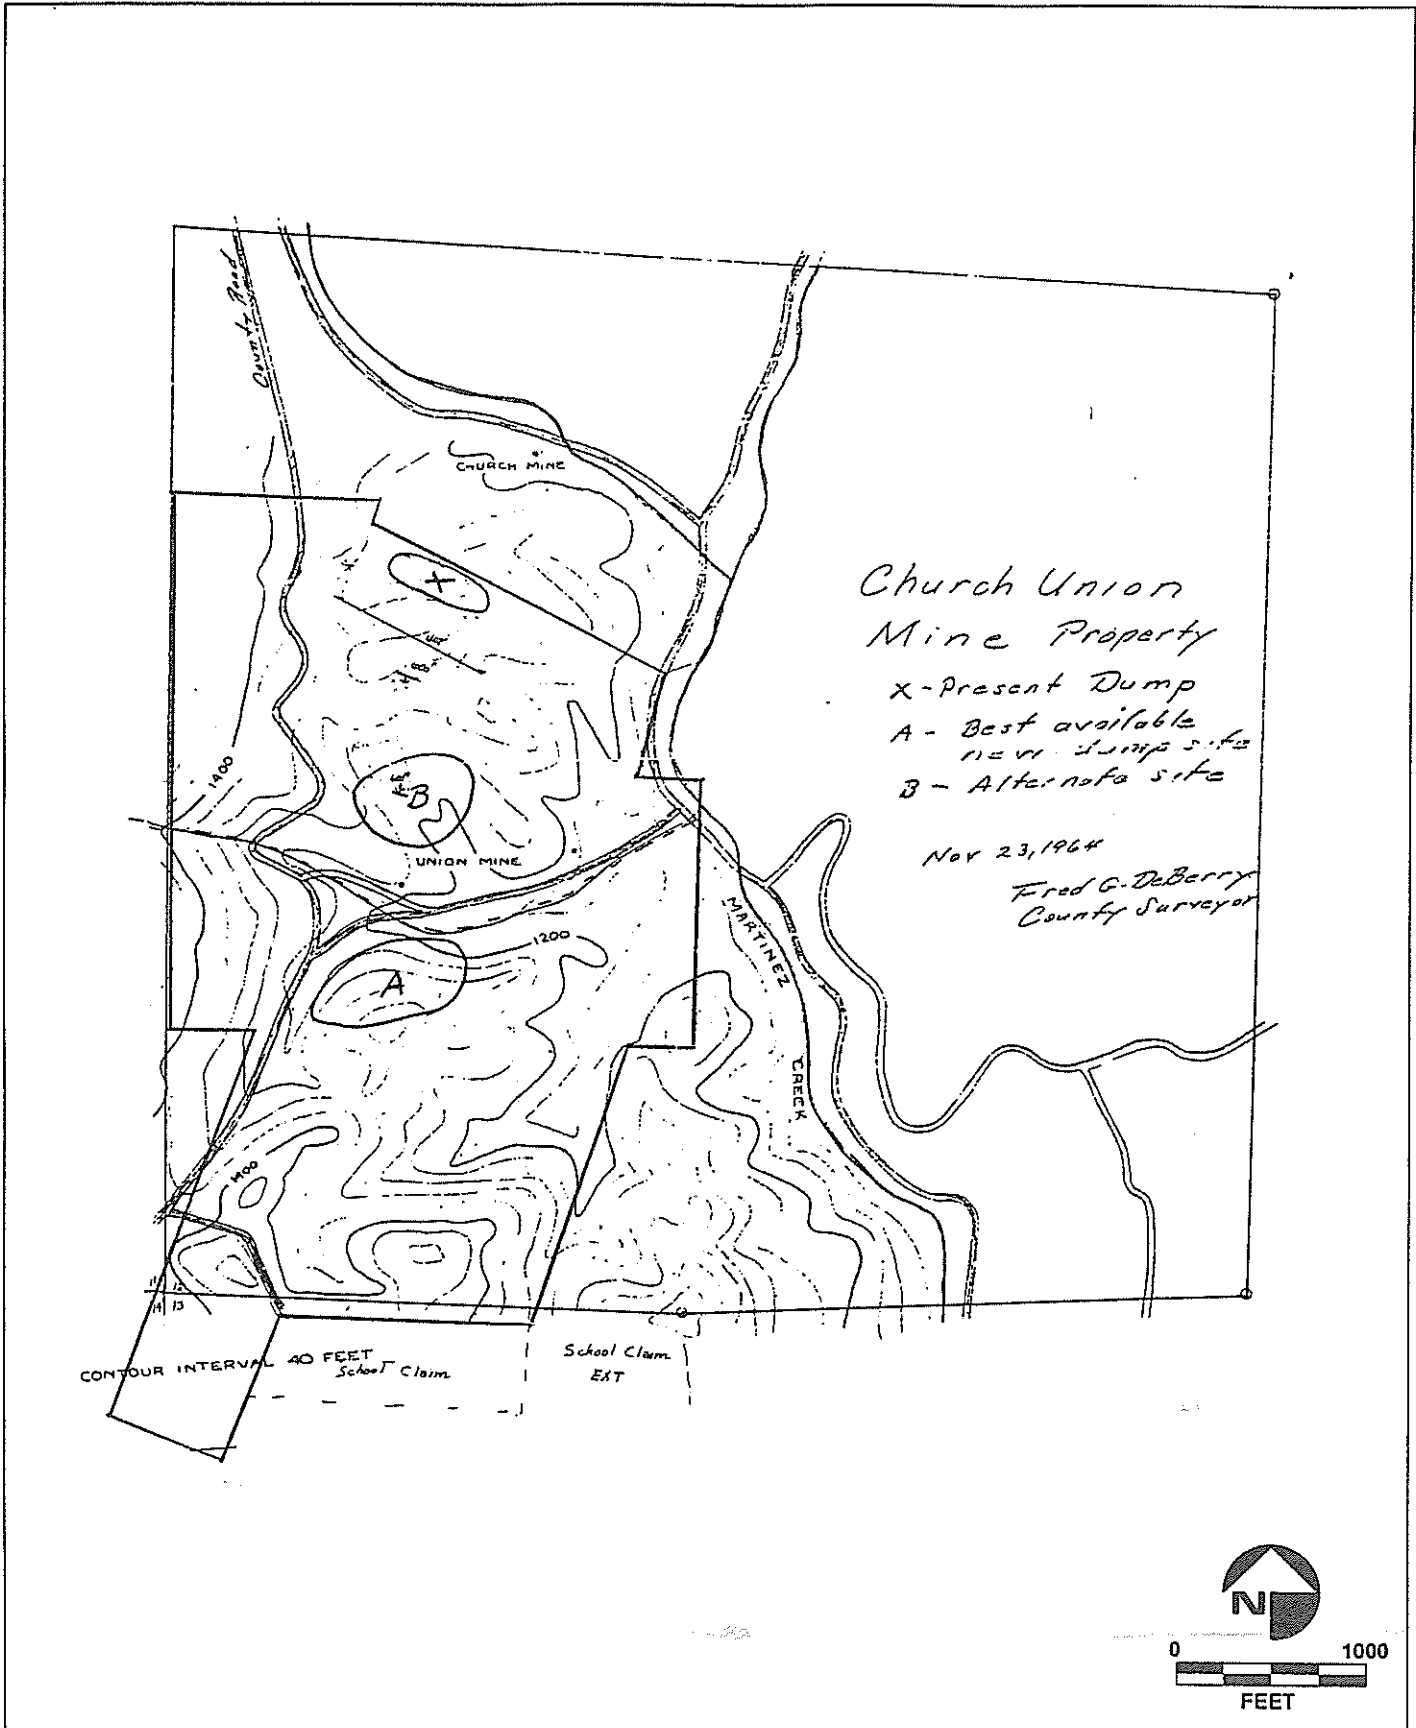 County Road
CHURCH MINE
X
Church Union
Mine Property
X - Present Dump
A - Best available
new dump site
B - Alternate site
1400
B
UNION MINE
Nov 23, 1964
Fred G. DeBerry
County Surveyor
MARTINEZ
1200
A
CREEK
1400
14 13
CONTOUR INTERVAL 40 FEET
School Claim
School Claim
EXT
N
0 1000
FEET